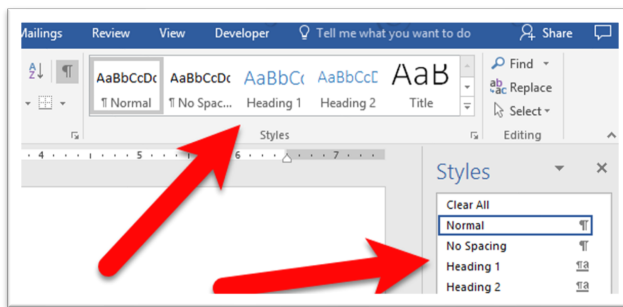 Mailings Review View Developer Tell me what you want to do Share
AaBbCcDc AaBbCcDc AaBbCc AaBbCcE AaB
¶ Normal ¶ No Spac... Heading 1 Heading 2 Title
Styles
Find
Replace
Select
Editing
4 5 6 7
Styles
Clear All
Normal ¶
No Spacing ¶
Heading 1 ¶a
Heading 2 ¶a